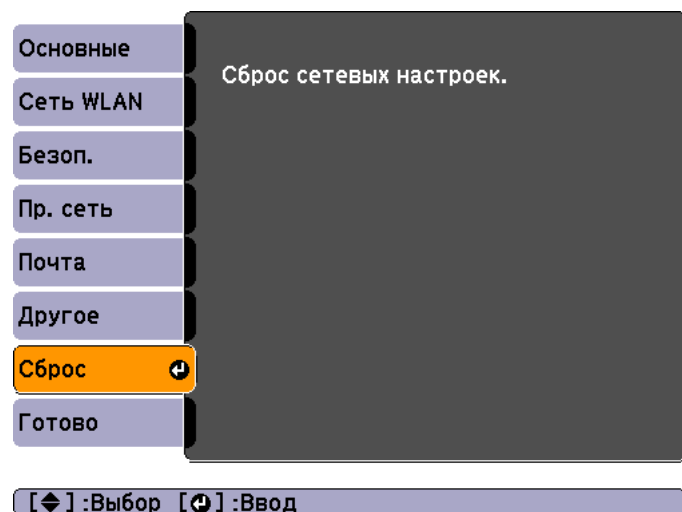 Основные
Сеть WLAN
Безоп.
Пр. сеть
Почта
Другое
Сброс
Готово
Сброс сетевых настроек.
[◆] :Выбор [⏎] :Ввод